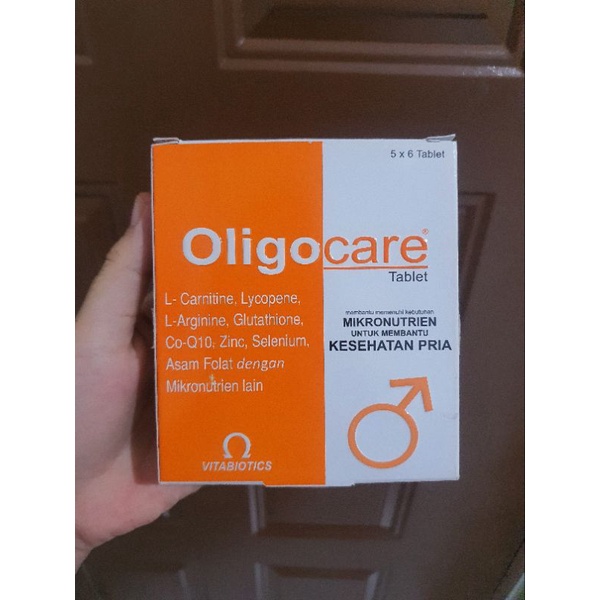 5 x 6 Tablet
Oligocare®
Tablet
L- Carnitine, Lycopene,
L-Arginine, Glutathione,
Co-Q10, Zinc, Selenium,
Asam Folat dengan
Mikronutrien lain
membantu memenuhi kebutuhan
MIKRONUTRIEN
UNTUK MEMBANTU
KESEHATAN PRIA
VITABIOTICS